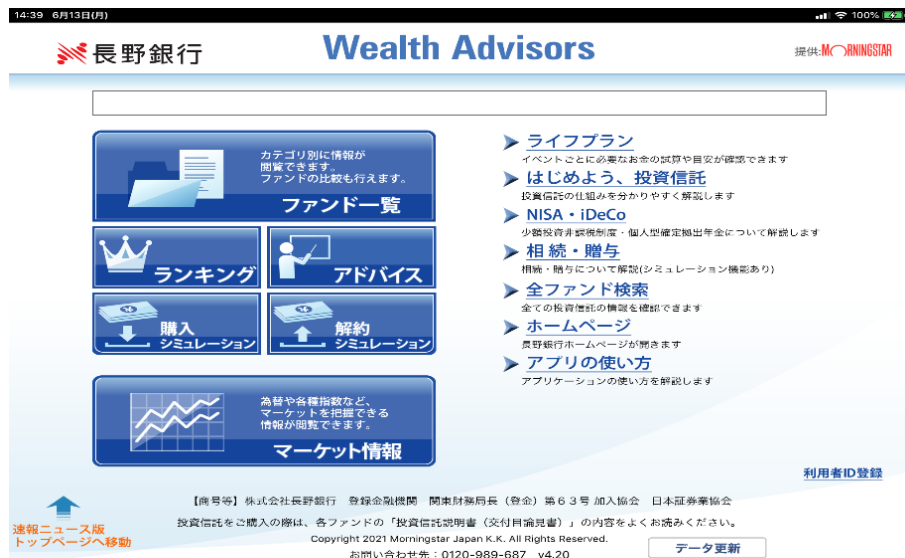 14:39 6月13日(月)
100%
長野銀行
Wealth Advisors
提供:MORNINGSTAR
カテゴリ別に情報が
閲覧できます。
ファンドの比較も行えます。
ファンド一覧
ランキング
アドバイス
購入
シミュレーション
解約
シミュレーション
為替や各種指数など、
マーケットを把握できる
情報が閲覧できます。
マーケット情報
ライフプラン
イベントごとに必要なお金の試算や目安が確認できます
はじめよう、投資信託
投資信託の仕組みを分かりやすく解説します
NISA・iDeCo
少額投資非課税制度・個人型確定拠出年金について解説します
相続・贈与
相続・贈与について解説(シミュレーション機能あり)
全ファンド検索
全ての投資信託の情報を確認できます
ホームページ
長野銀行ホームページが開きます
アプリの使い方
アプリケーションの使い方を解説します
利用者ID登録
【商号等】株式会社長野銀行 登録金融機関 関東財務局長(登金)第63号 加入協会 日本証券業協会
投資信託をご購入の際は、各ファンドの「投資信託説明書(交付目論見書)」の内容をよくお読みください。
Copyright 2021 Morningstar Japan K.K. All Rights Reserved.
お問い合わせ先:0120-989-687 v4.20
速報ニュース版
トップページへ移動
データ更新